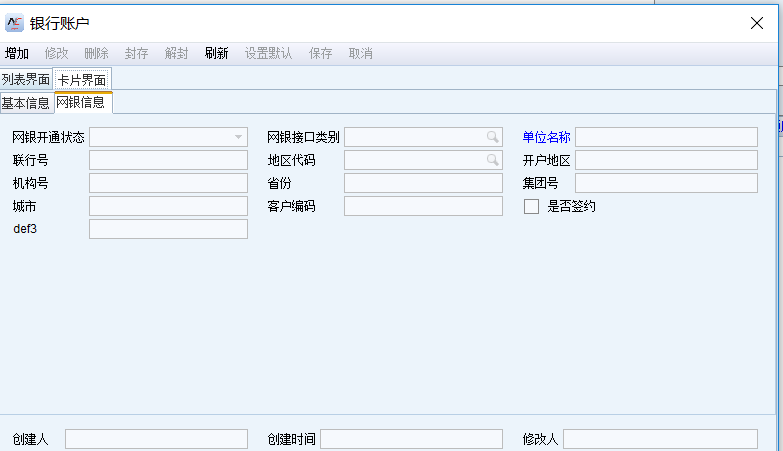 银行账户
增加 修改 删除 封存 解封 刷新 设置默认 保存 取消
列表界面 卡片界面
基本信息 网银信息
网银开通状态 网银接口类别 单位名称
联行号 地区代码 开户地区
机构号 省份 集团号
城市 客户编码 是否签约
def3
创建人 创建时间 修改人